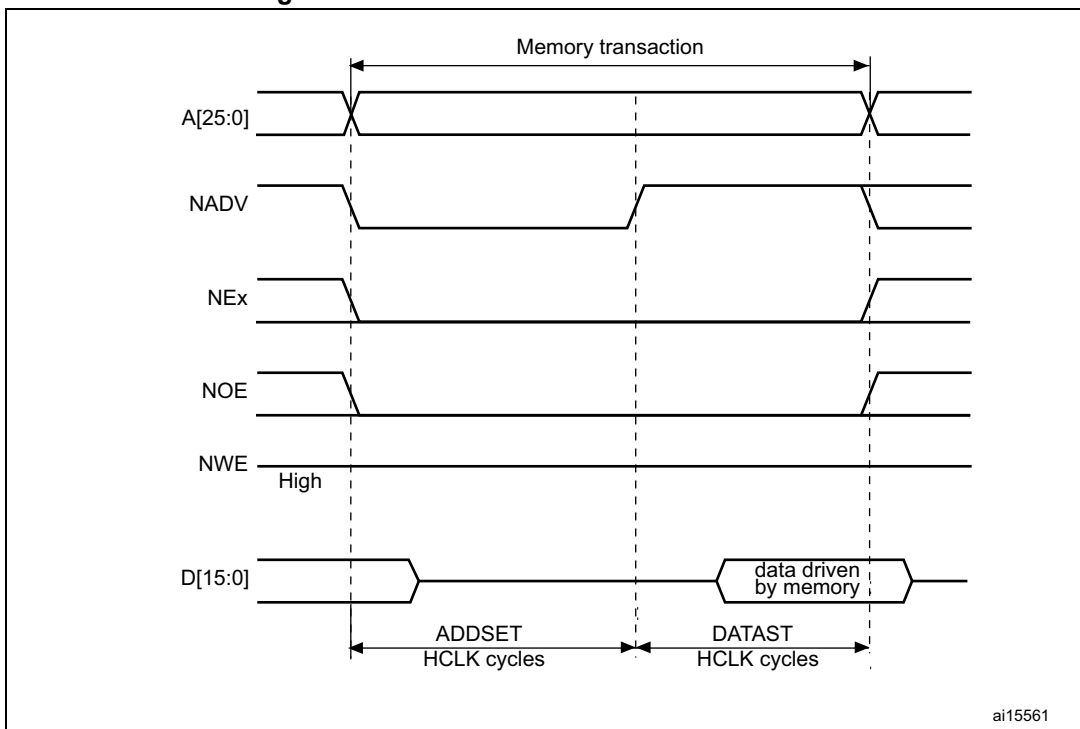 Memory transaction
A[25:0]
NADV
NEx
NOE
NWE
High
D[15:0]
data driven
by memory
ADDSET
HCLK cycles
DATAST
HCLK cycles
ai15561